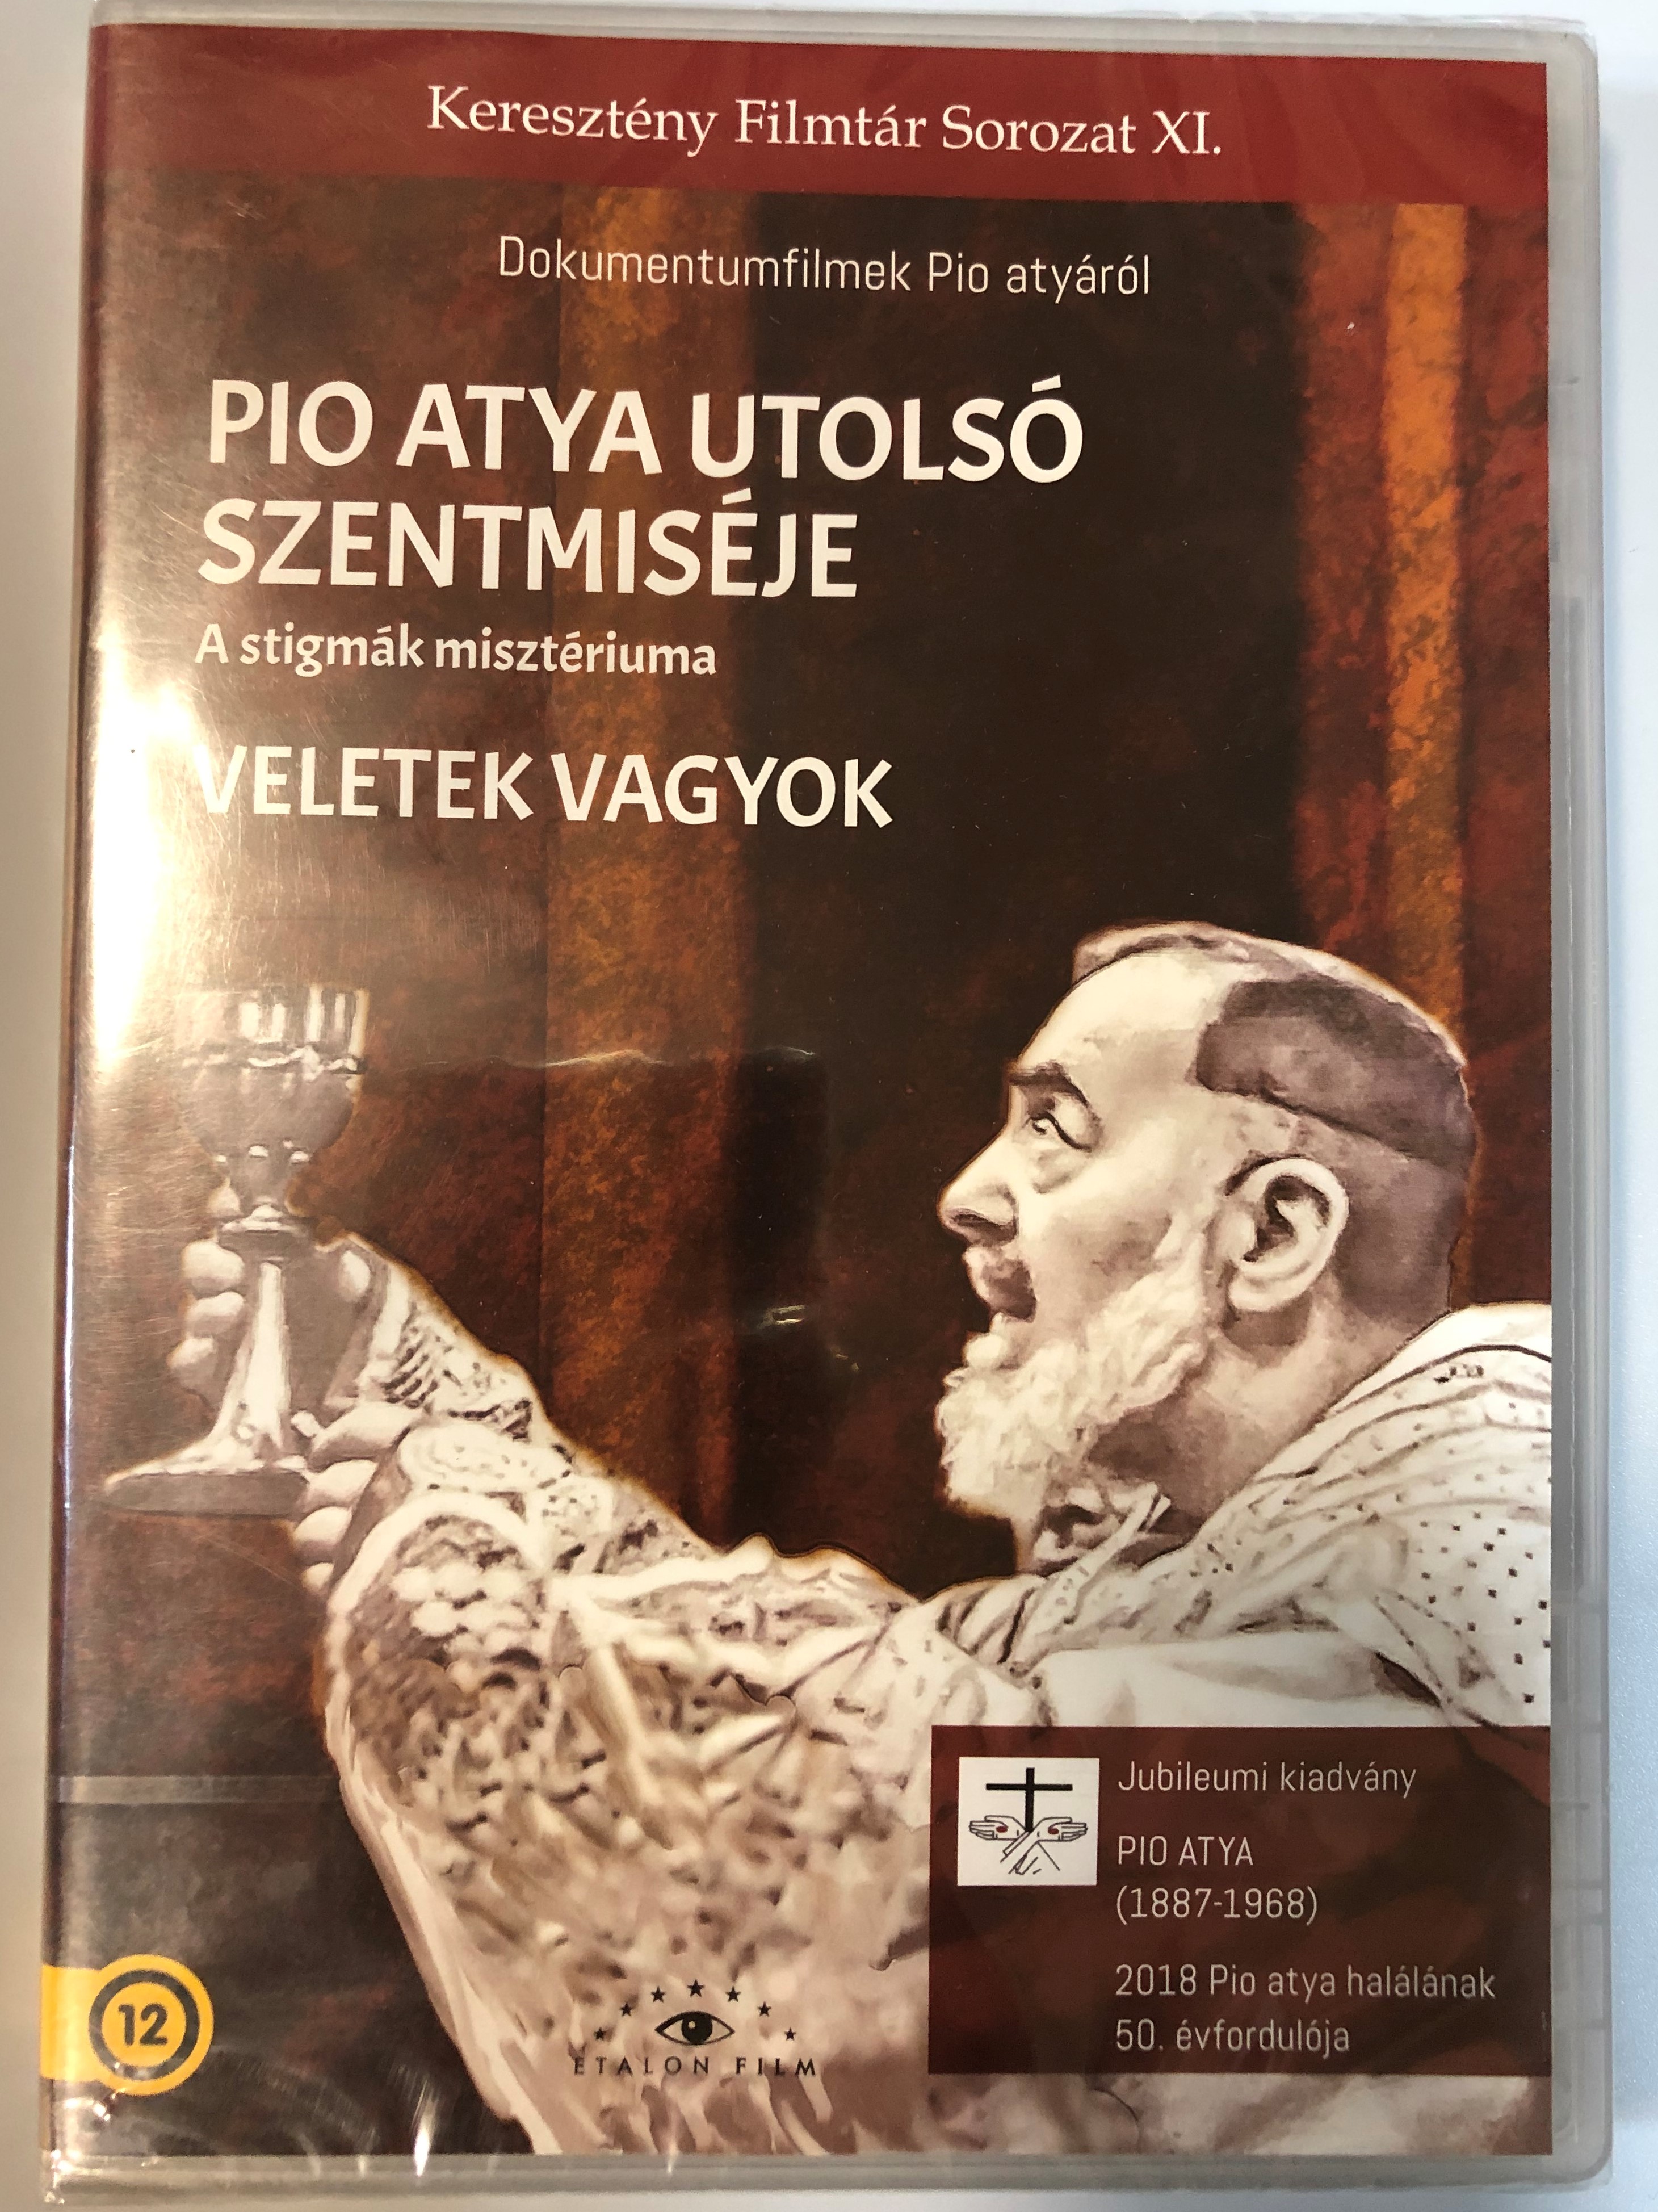 Keresztény Filmtár Sorozat XI.
Dokumentumfilmek Pio atyáról
PIO ATYA UTOLSÓ
SZENTMISÉJE
A stigmák misztériuma
VELETEK VAGYOK
Jubileumi kiadvány
PIO ATYA
(1887-1968)
2018 Pio atya halálának
50. évfordulója
12
ETALON FILM